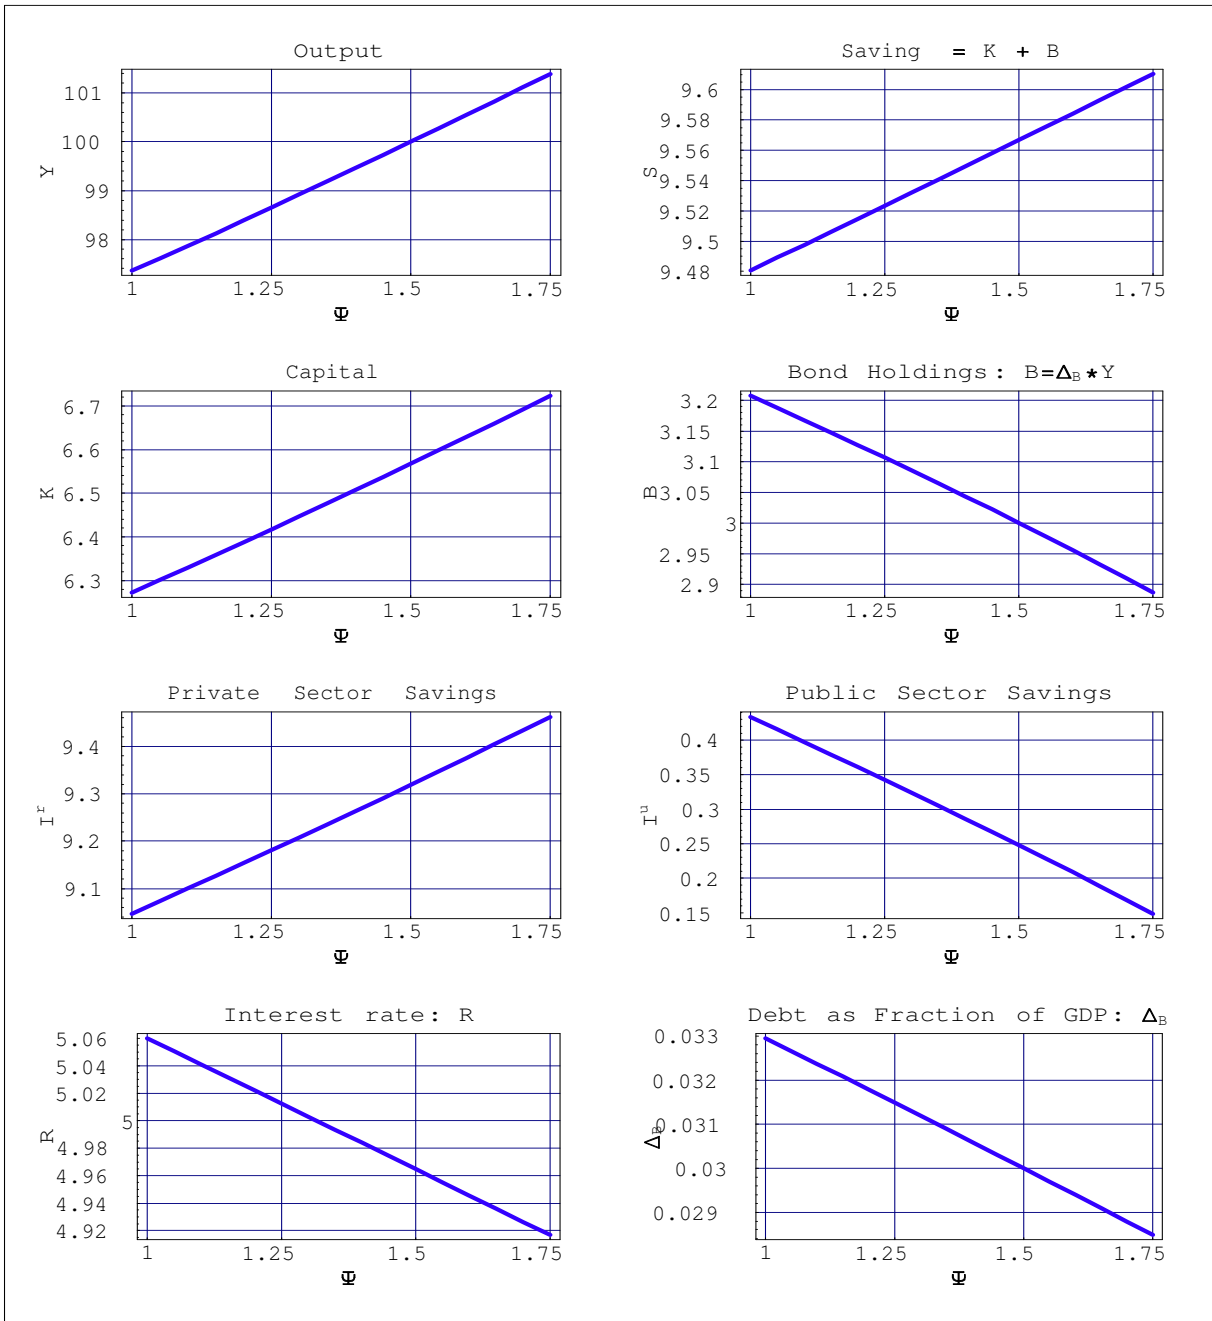 Output
Y
101
100
99
98
1 1.25 1.5 1.75
Ψ
Saving = K + B
S
9.6
9.58
9.56
9.54
9.52
9.5
9.48
1 1.25 1.5 1.75
Ψ
Capital
K
6.7
6.6
6.5
6.4
6.3
1 1.25 1.5 1.75
Ψ
Bond Holdings: B=Δ_B*Y
B
3.2
3.15
3.1
3.05
3
2.95
2.9
1 1.25 1.5 1.75
Ψ
Private Sector Savings
I^r
9.4
9.3
9.2
9.1
1 1.25 1.5 1.75
Ψ
Public Sector Savings
I^u
0.4
0.35
0.3
0.25
0.2
0.15
1 1.25 1.5 1.75
Ψ
Interest rate: R
R
5.06
5.04
5.02
5
4.98
4.96
4.94
4.92
1 1.25 1.5 1.75
Ψ
Debt as Fraction of GDP: Δ_B
Δ_B
0.033
0.032
0.031
0.03
0.029
1 1.25 1.5 1.75
Ψ